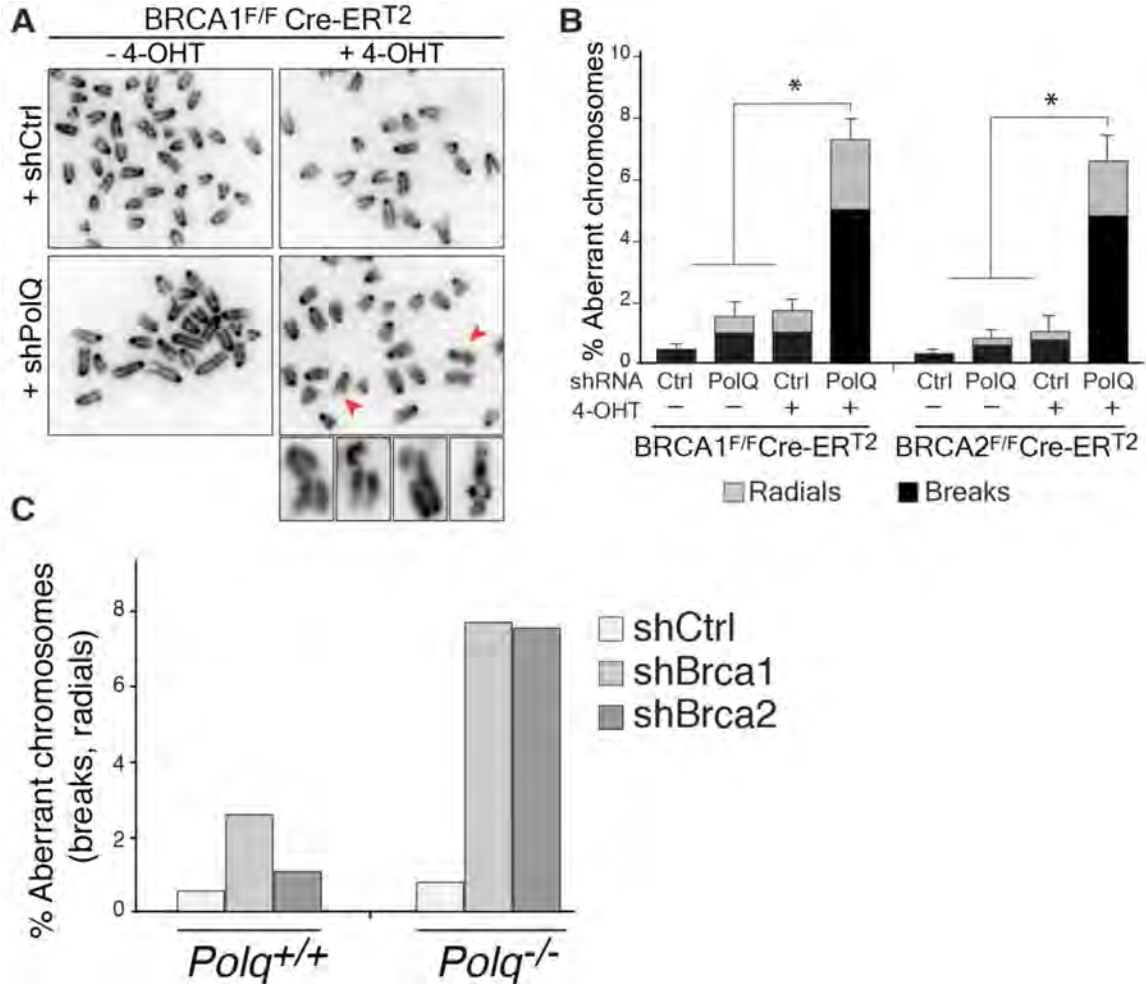 A
BRCA1F/F Cre-ERT2
- 4-OHT
+ 4-OHT
+ shCtrl
+ shPolQ
B
% Aberrant chromosomes
10
8
6
4
2
0
*
*
shRNA Ctrl PolQ Ctrl PolQ Ctrl PolQ Ctrl PolQ
4-OHT – – + + – – + +
BRCA1F/FCre-ERT2 BRCA2F/FCre-ERT2
Radials Breaks
C
% Aberrant chromosomes
(breaks, radials)
8
6
4
2
0
shCtrl
shBrca1
shBrca2
Polq+/+ Polq-/-